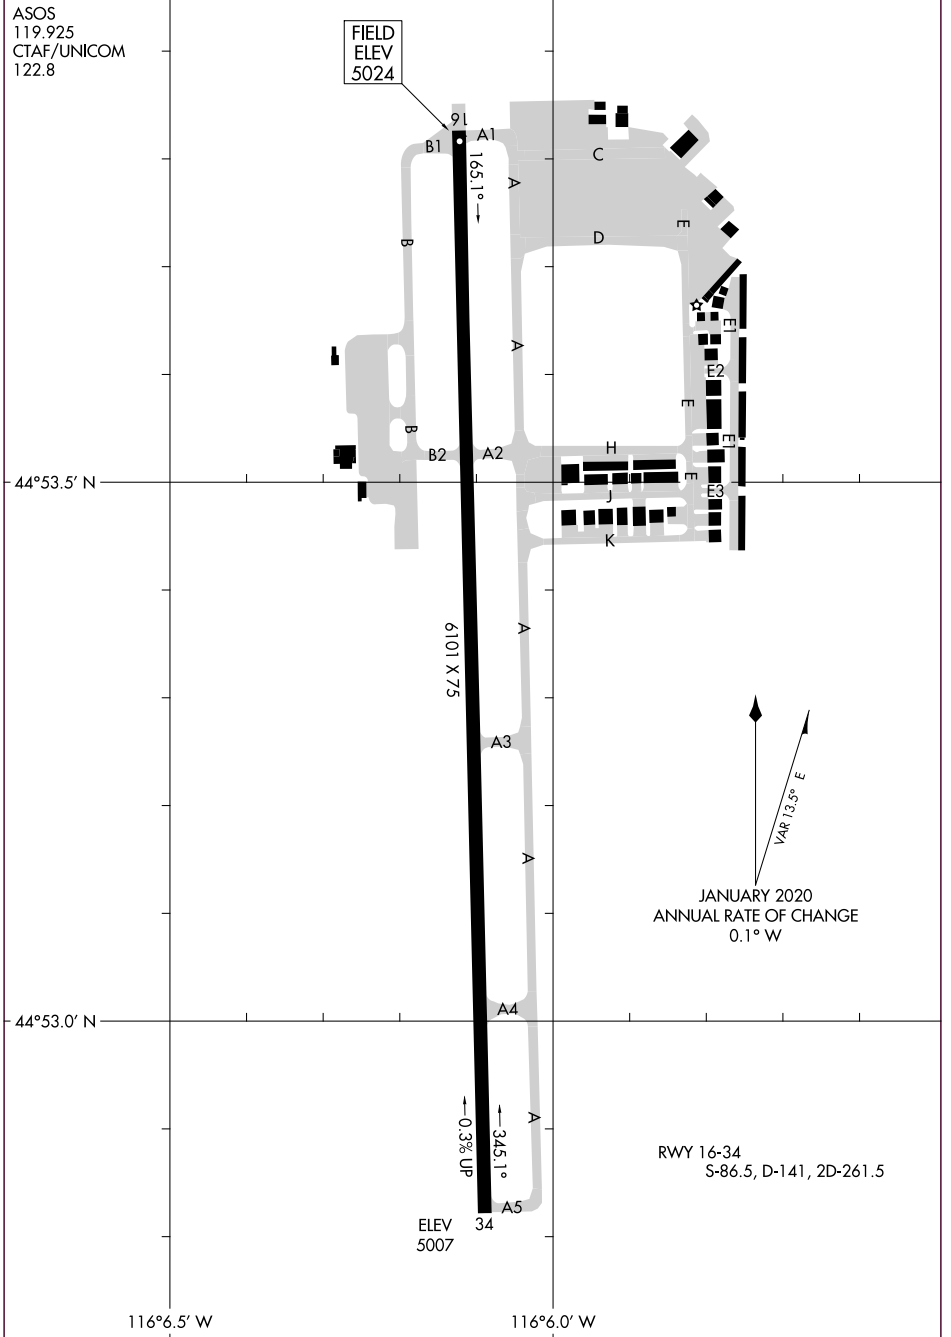 ASOS
119.925
CTAF/UNICOM
122.8
FIELD
ELEV
5024
16
A1
B1
C
165.1°
A
E
D
B
A
E1
E2
E
B
E1
H
B2
A2
E
E3
44°53.5' N
J
K
A
6101 X 75
A3
VAR 13.5° E
A
JANUARY 2020
ANNUAL RATE OF CHANGE
0.1° W
A4
44°53.0' N
A
0.3% UP
345.1°
RWY 16-34
S-86.5, D-141, 2D-261.5
A5
ELEV
5007
34
116°6.5' W
116°6.0' W